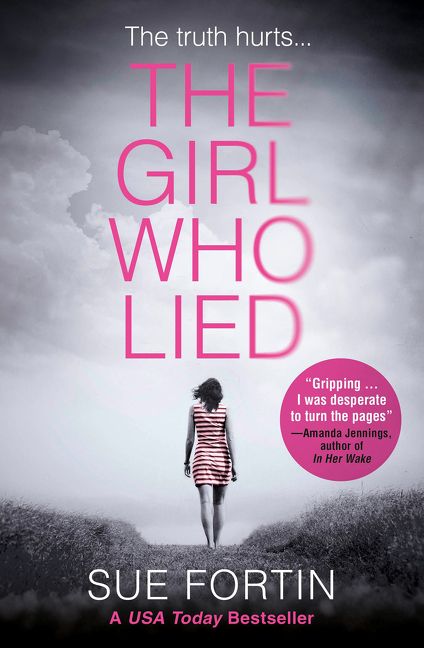 The truth hurts...
THE
GIRL
WHO
LIED
“Gripping ...
I was desperate
to turn the pages”
—Amanda Jennings,
author of
In Her Wake
SUE FORTIN
A USA Today Bestseller